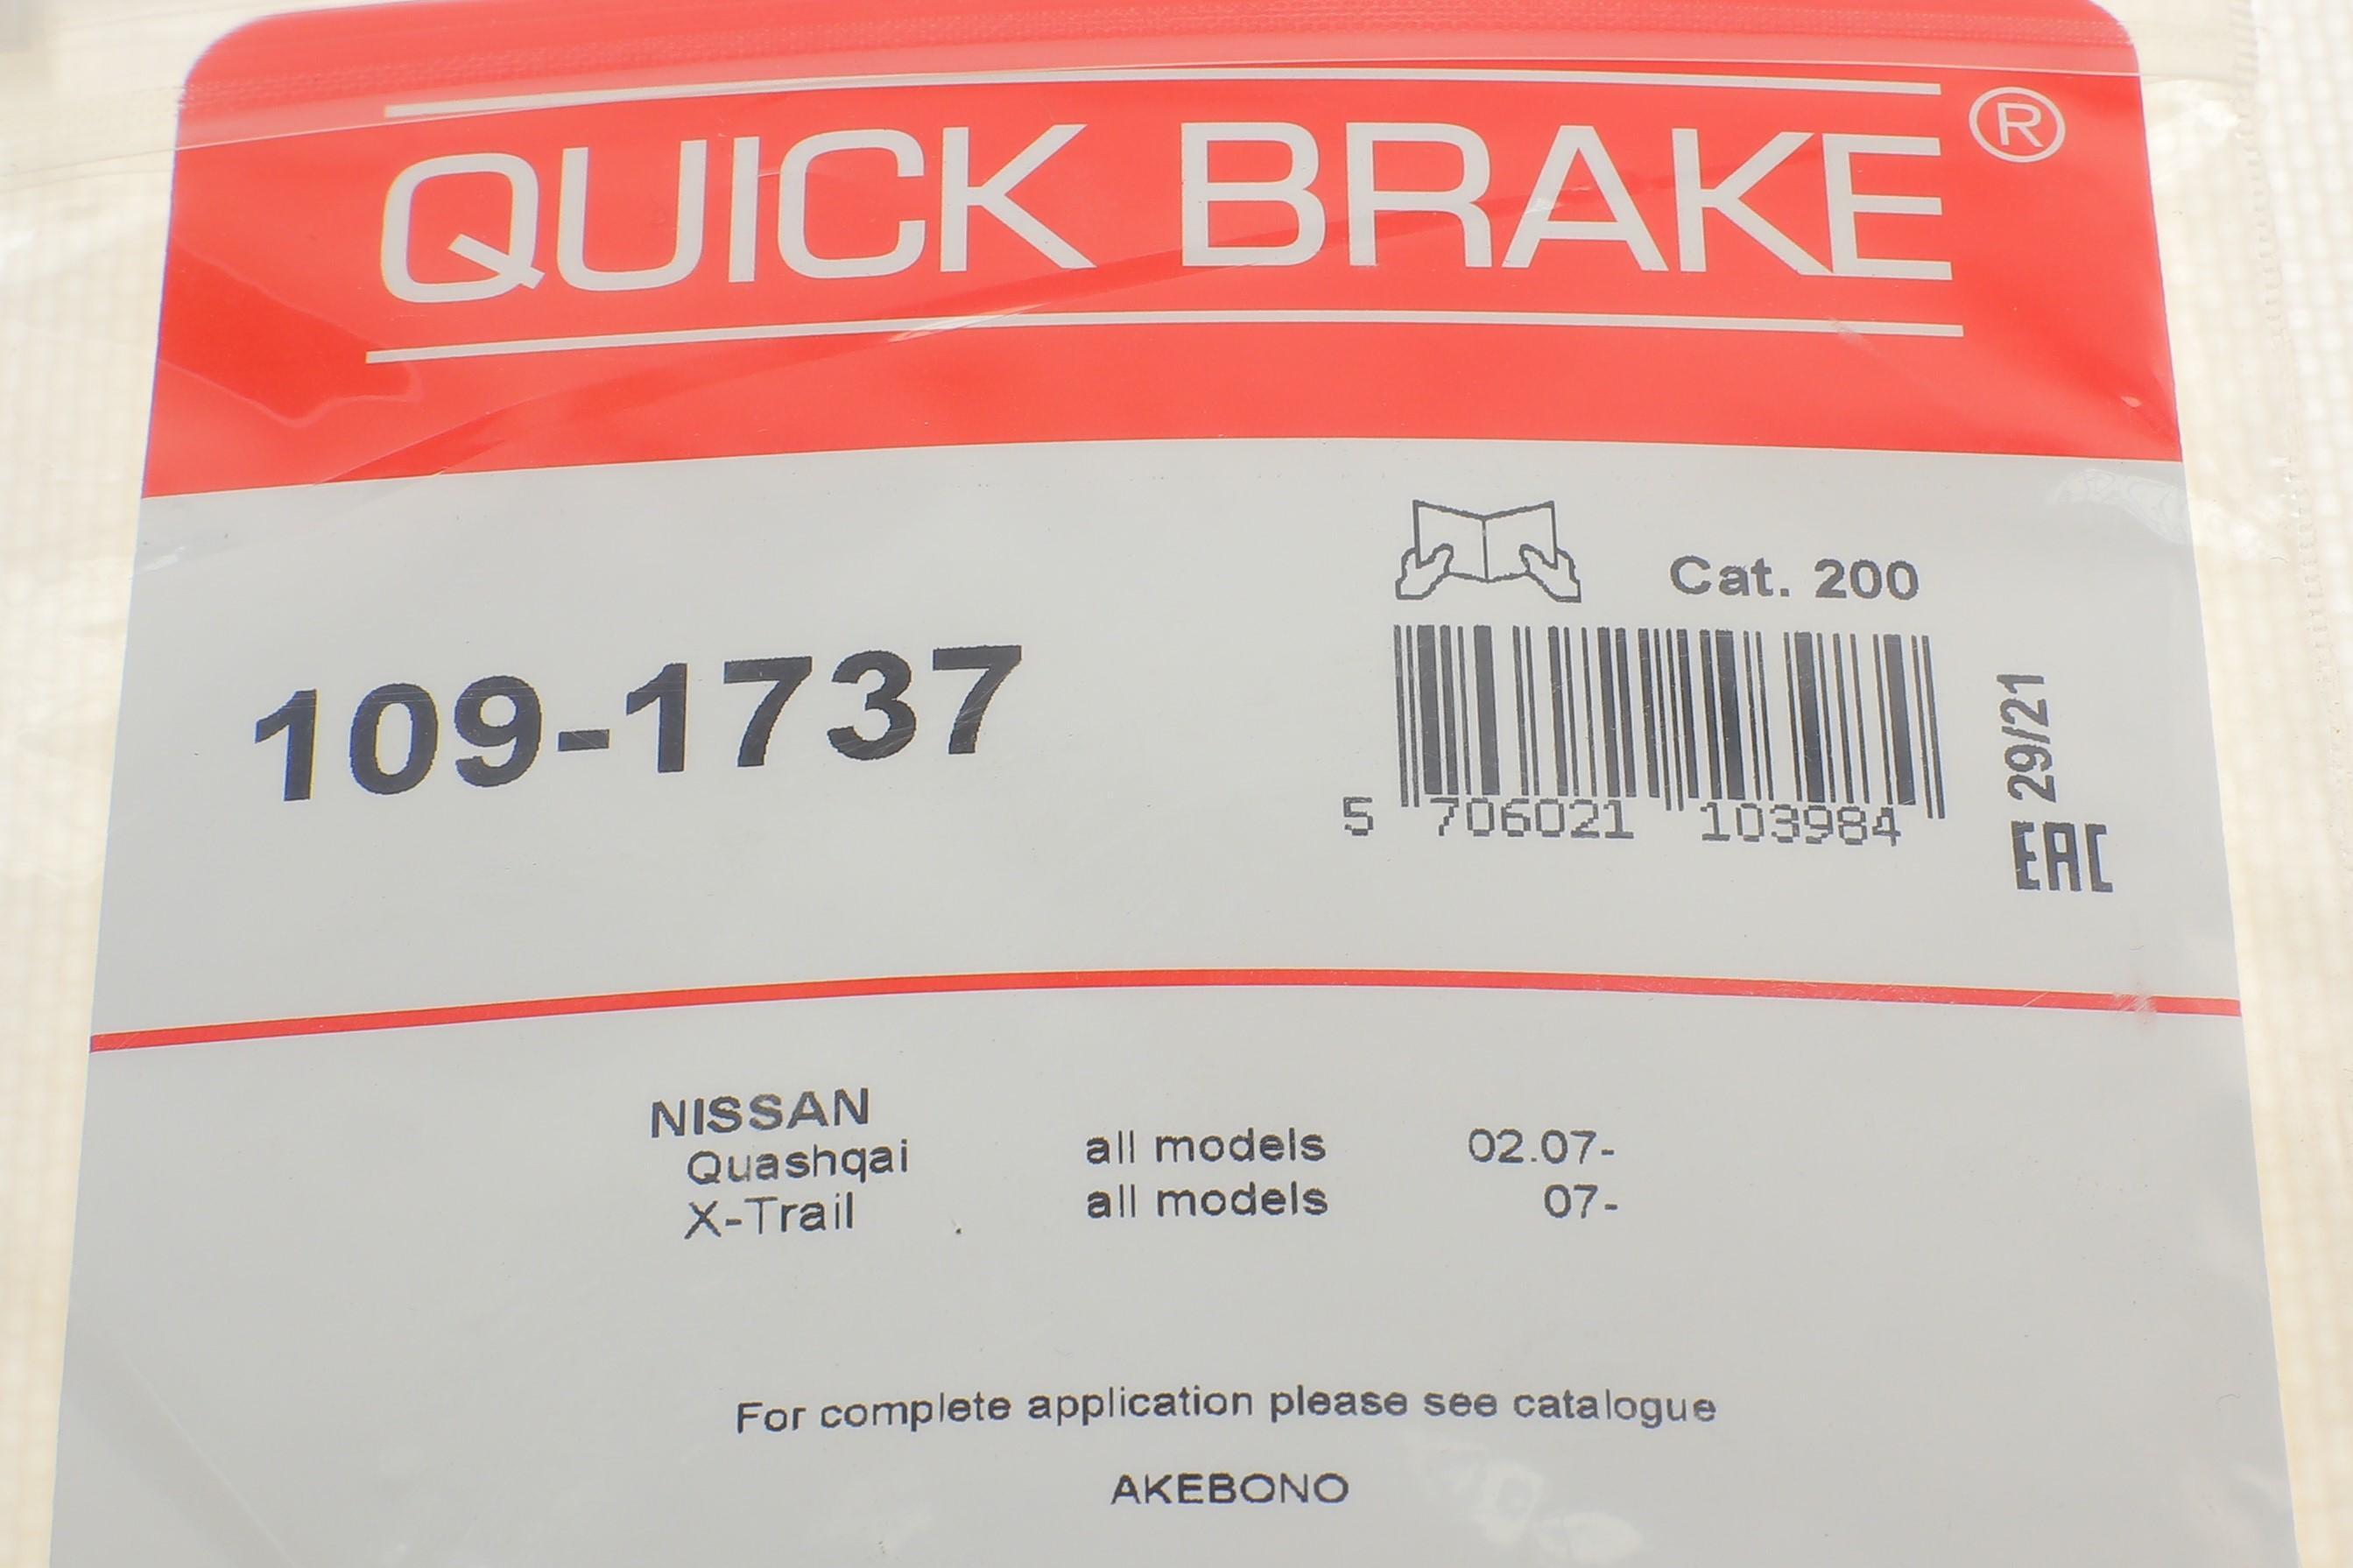 QUICK BRAKE ®
Cat. 200
109-1737
5 706021 103984
29/21
EAC
NISSAN
Quashqai all models 02.07-
X-Trail all models 07-
For complete application please see catalogue
AKEBONO